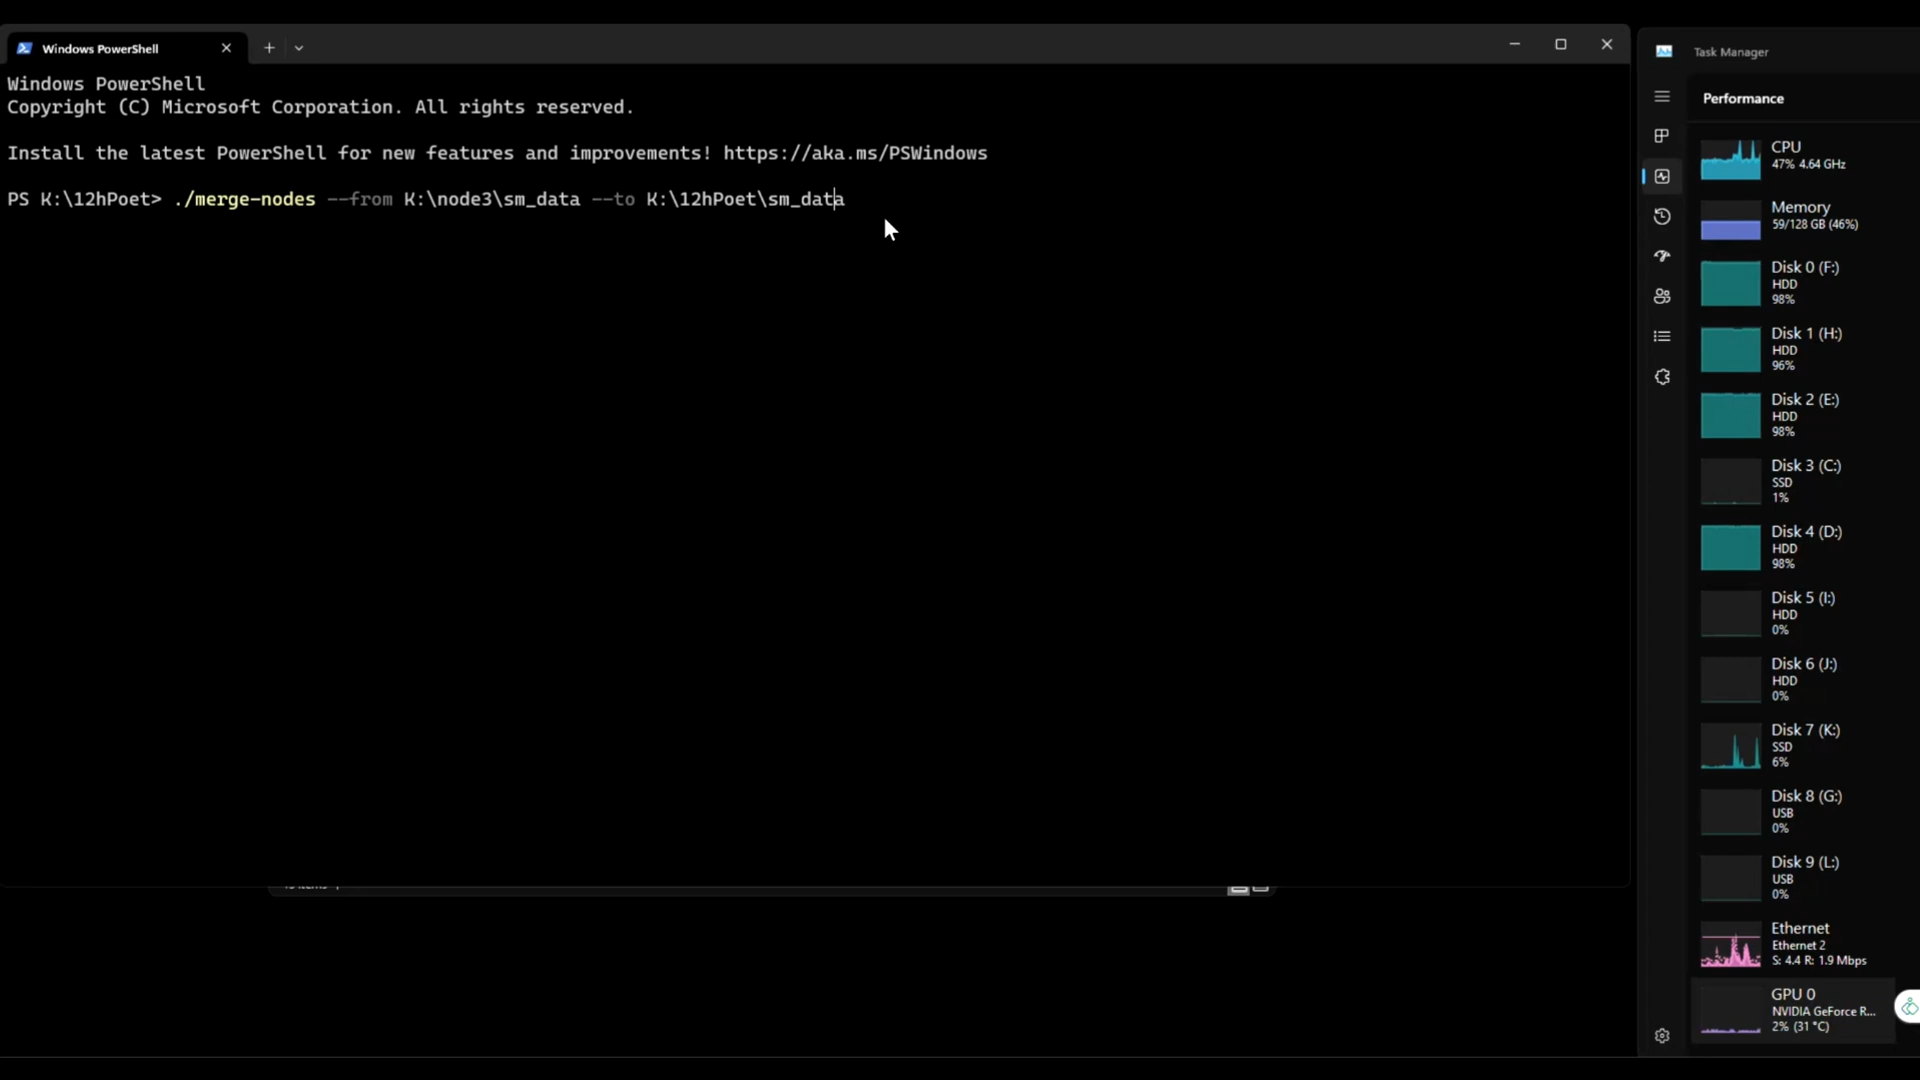 Windows PowerShell
Windows PowerShell
Copyright (C) Microsoft Corporation. All rights reserved.
Install the latest PowerShell for new features and improvements! https://aka.ms/PSWindows
PS K:\12hPoet> ./merge-nodes --from K:\node3\sm_data --to K:\12hPoet\sm_data
Task Manager
Performance
CPU
47% 4.64 GHz
Memory
59/128 GB (46%)
Disk 0 (F:)
HDD
98%
Disk 1 (H:)
HDD
96%
Disk 2 (E:)
HDD
98%
Disk 3 (C:)
SSD
1%
Disk 4 (D:)
HDD
98%
Disk 5 (I:)
HDD
0%
Disk 6 (J:)
HDD
0%
Disk 7 (K:)
SSD
6%
Disk 8 (G:)
USB
0%
Disk 9 (L:)
USB
0%
Ethernet
Ethernet 2
S: 4.4 R: 1.9 Mbps
GPU 0
NVIDIA GeForce R...
2% (31 °C)